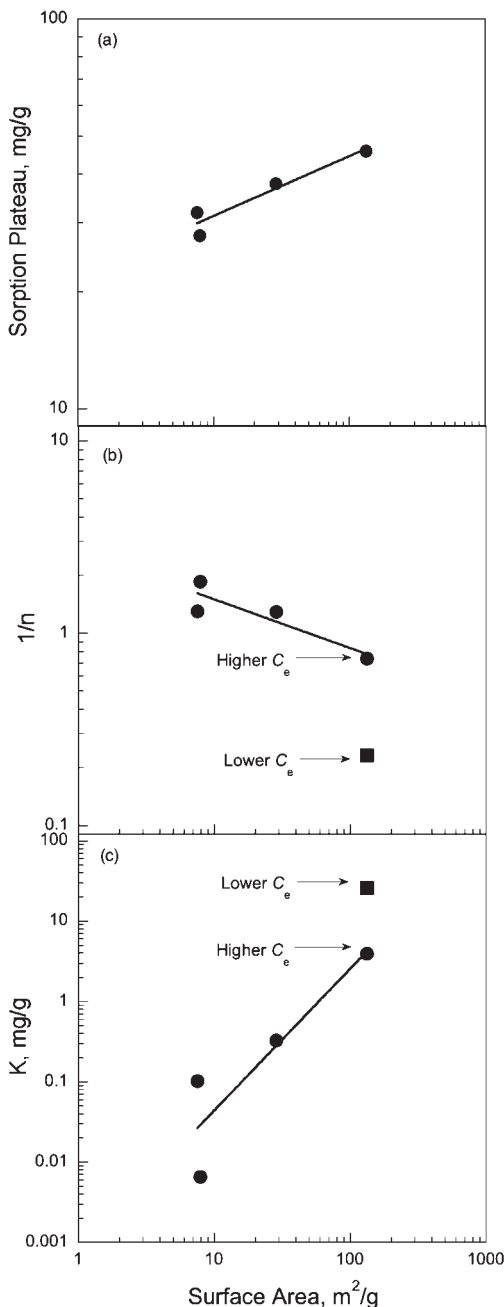 100
(a)
Sorption Plateau, mg/g
10
10
(b)
1/n
1
Higher Ce
Lower Ce
0.1
100
(c)
Lower Ce
10
Higher Ce
K, mg/g
1
0.1
0.01
0.001
1 10 100 1000
Surface Area, m²/g